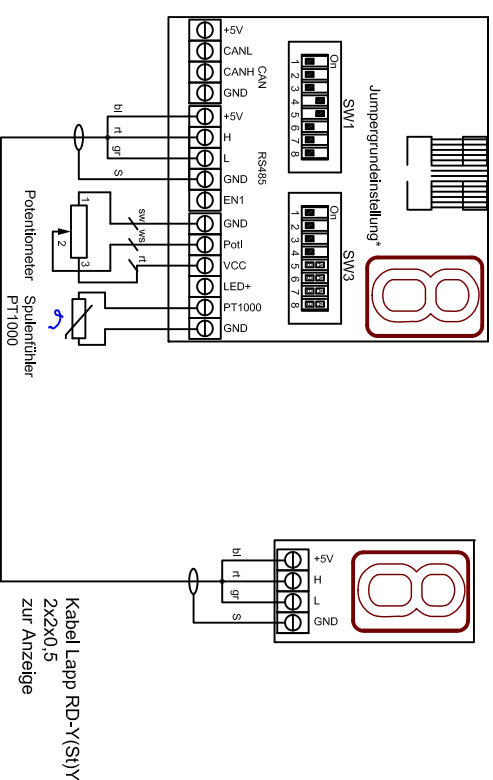 +5V
CANL
CANH
GND
CAN
+5V
H
L
GND
EN1
RS485
GND
PotI
VCC
LED+
PT1000
GND
bl
rt
gr
S
sw
ws
rt
1
2
3
Potentiometer
Spulenfühler
PT1000
On
1
2
3
4
5
6
7
8
SW1
Jumpergrundeinstellung*
On
1
2
3
4
5
6
7
8
SW3
+5V
H
L
GND
bl
rt
gr
S
Kabel Lapp RD-Y(St)Y
2x2x0,5
zur Anzeige